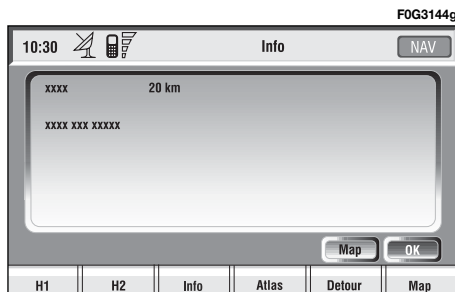 F0G3144g
10:30 Info NAV
xxxx 20 km
xxxx xxx xxxxx
Map OK
H1 H2 Info Atlas Detour Map